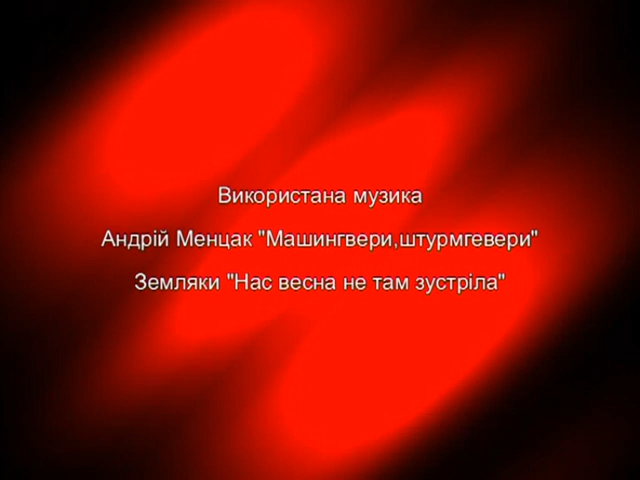 Використана музика
Андрій Менцак "Машингвери,штурмгевери"
Земляки "Нас весна не там зустріла"